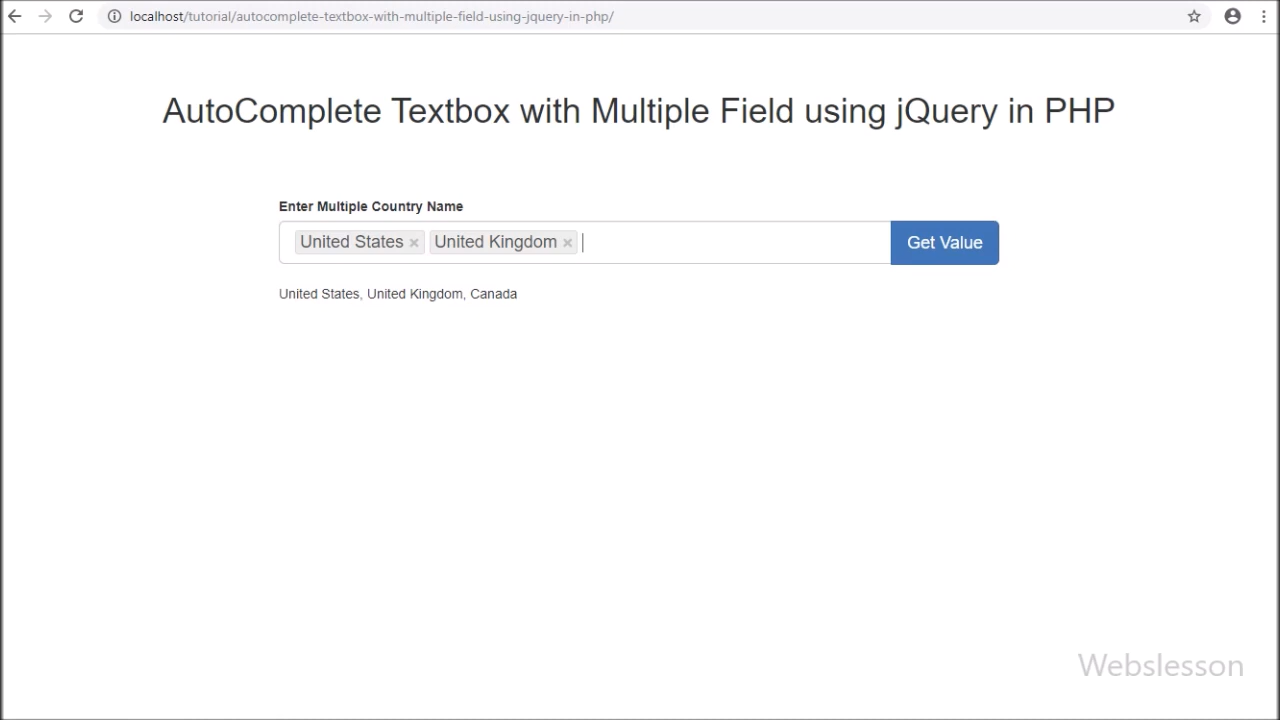 localhost/tutorial/autocomplete-textbox-with-multiple-field-using-jquery-in-php/
AutoComplete Textbox with Multiple Field using jQuery in PHP
Enter Multiple Country Name
United States × United Kingdom × Get Value
United States, United Kingdom, Canada
Webslesson